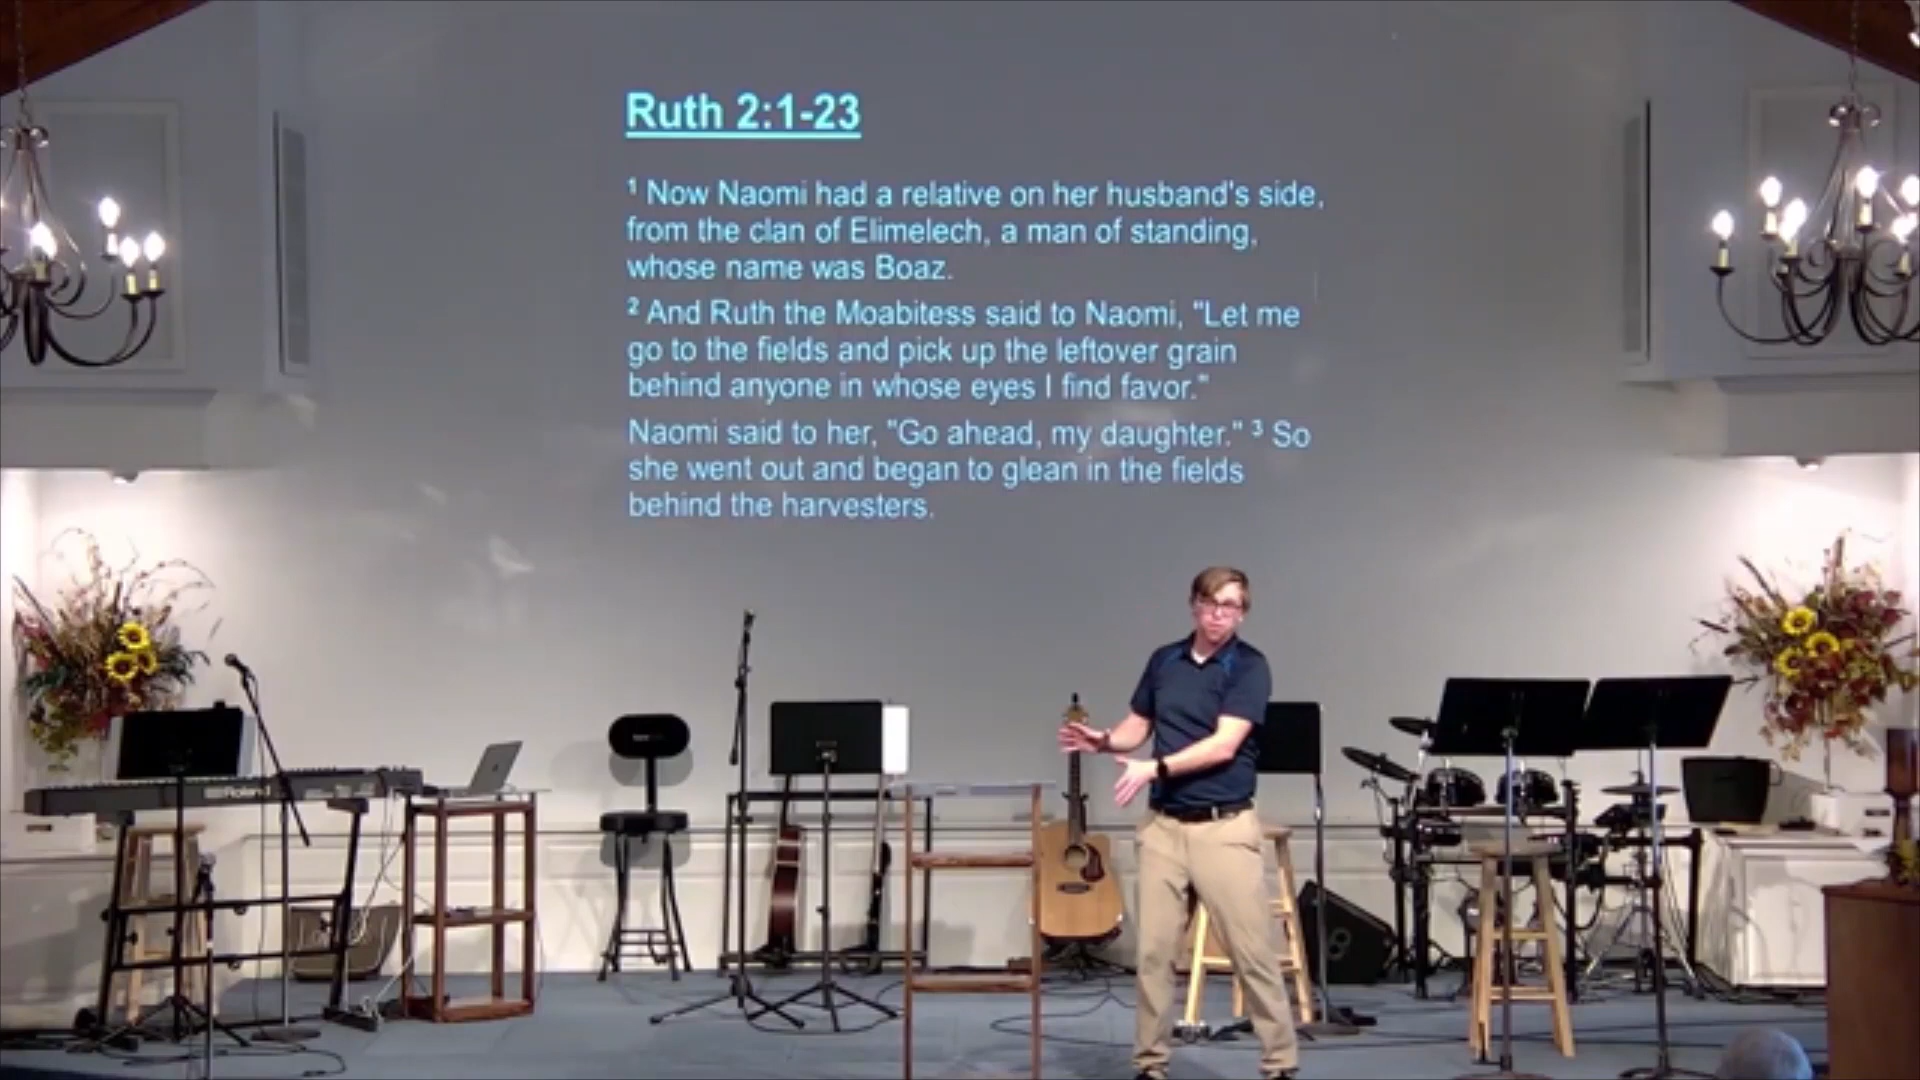 Ruth 2:1-23
¹ Now Naomi had a relative on her husband's side,
from the clan of Elimelech, a man of standing,
whose name was Boaz.
² And Ruth the Moabitess said to Naomi, "Let me
go to the fields and pick up the leftover grain
behind anyone in whose eyes I find favor."
Naomi said to her, "Go ahead, my daughter." ³ So
she went out and began to glean in the fields
behind the harvesters.
Roland